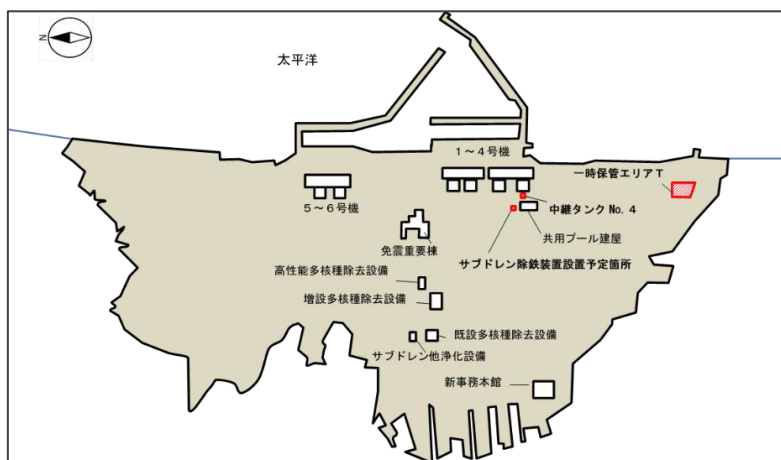 N
太平洋
1～4号機
一時保管エリアT
5～6号機
中継タンク No. 4
共用プール建屋
免震重要棟
サブドレン除鉄装置設置予定箇所
高性能多核種除去設備
増設多核種除去設備
既設多核種除去設備
サブドレン他浄化設備
新事務本館